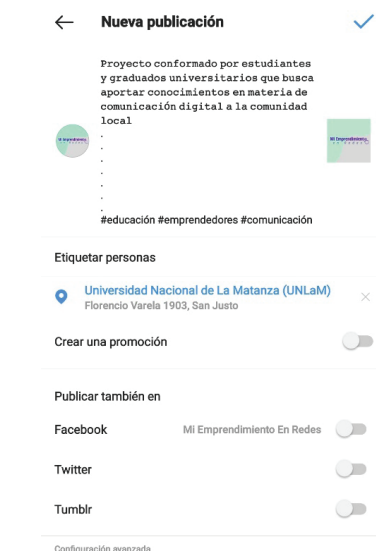 Nueva publicación
Proyecto conformado por estudiantes
y graduados universitarios que busca
aportar conocimientos en materia de
comunicación digital a la comunidad
local
.
.
.
.
.
.
#educación #emprendedores #comunicación
Mi Emprendimiento
Etiquetar personas
Universidad Nacional de La Matanza (UNLaM)
Florencio Varela 1903, San Justo
Crear una promoción
Publicar también en
Facebook Mi Emprendimiento En Redes
Twitter
Tumblr
Configuración avanzada